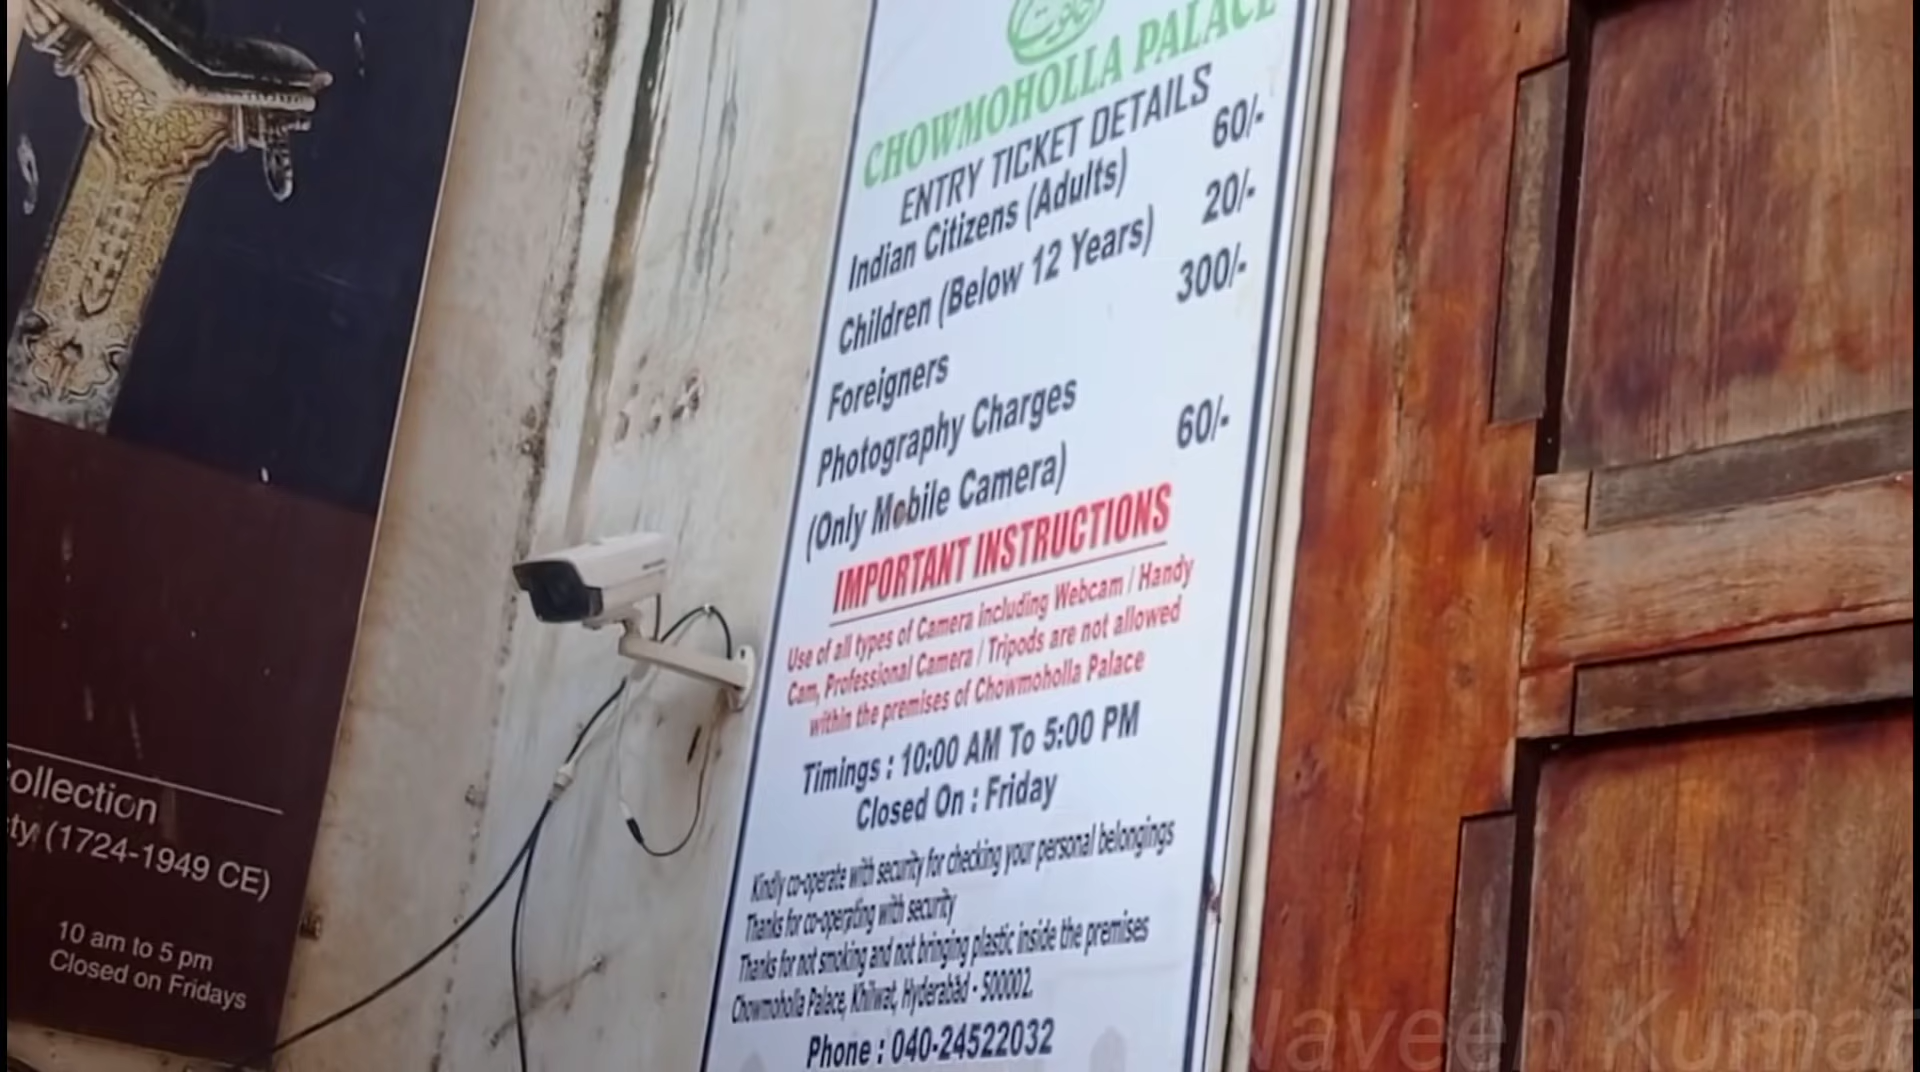 CHOWMOHOLLA PALACE
ENTRY TICKET DETAILS
Indian Citizens (Adults) 60/-
Children (Below 12 Years) 20/-
Foreigners 300/-
Photography Charges
(Only Mobile Camera) 60/-
IMPORTANT INSTRUCTIONS
Use of all types of Camera including Webcam / Handy
Cam, Professional Camera / Tripods are not allowed
within the premises of Chowmoholla Palace
Timings : 10:00 AM To 5:00 PM
Closed On : Friday
Kindly co-operate with security for checking your personal belongings
Thanks for co-operating with security
Thanks for not smoking and not bringing plastic inside the premises
Chowmoholla Palace, Khilwat, Hyderabad - 500002.
Phone : 040-24522032
ollection
ty (1724-1949 CE)
10 am to 5 pm
Closed on Fridays
Naveen Kumar